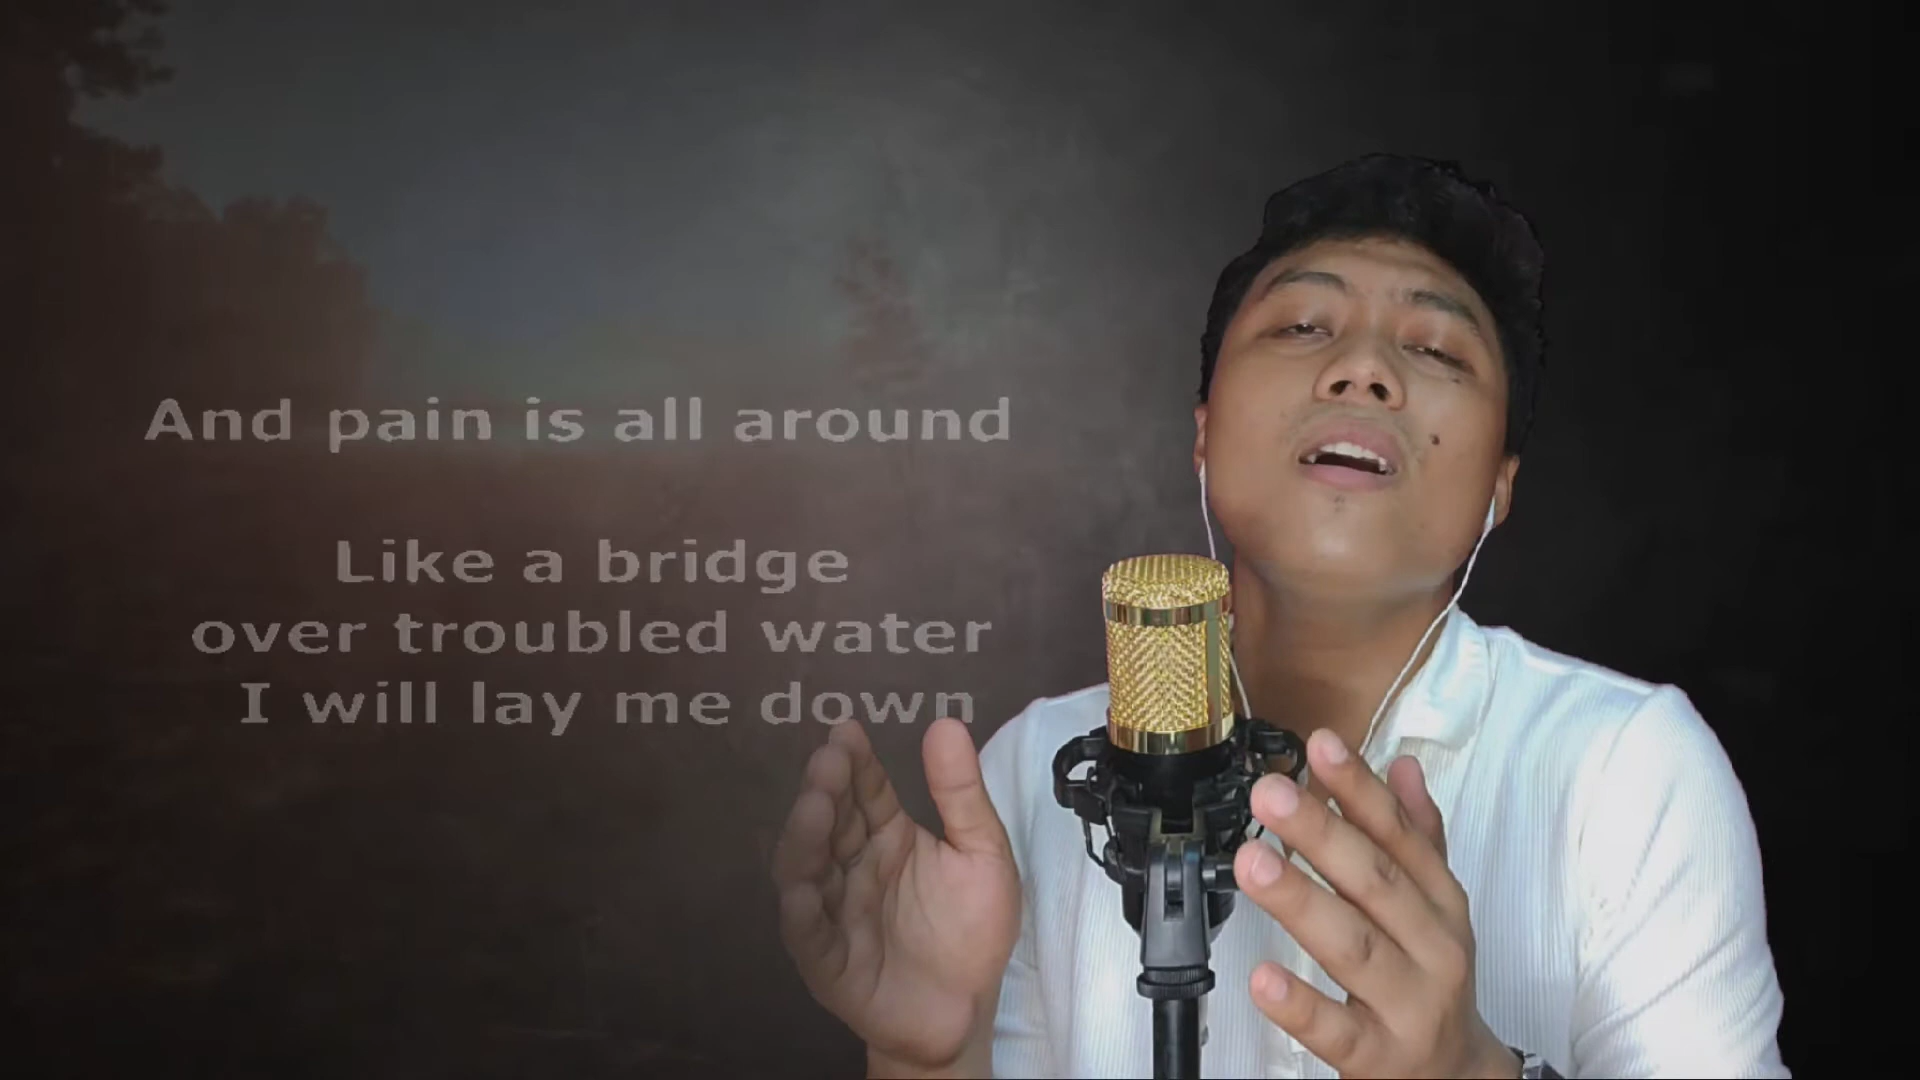 And pain is all around
Like a bridge
over troubled water
I will lay me down